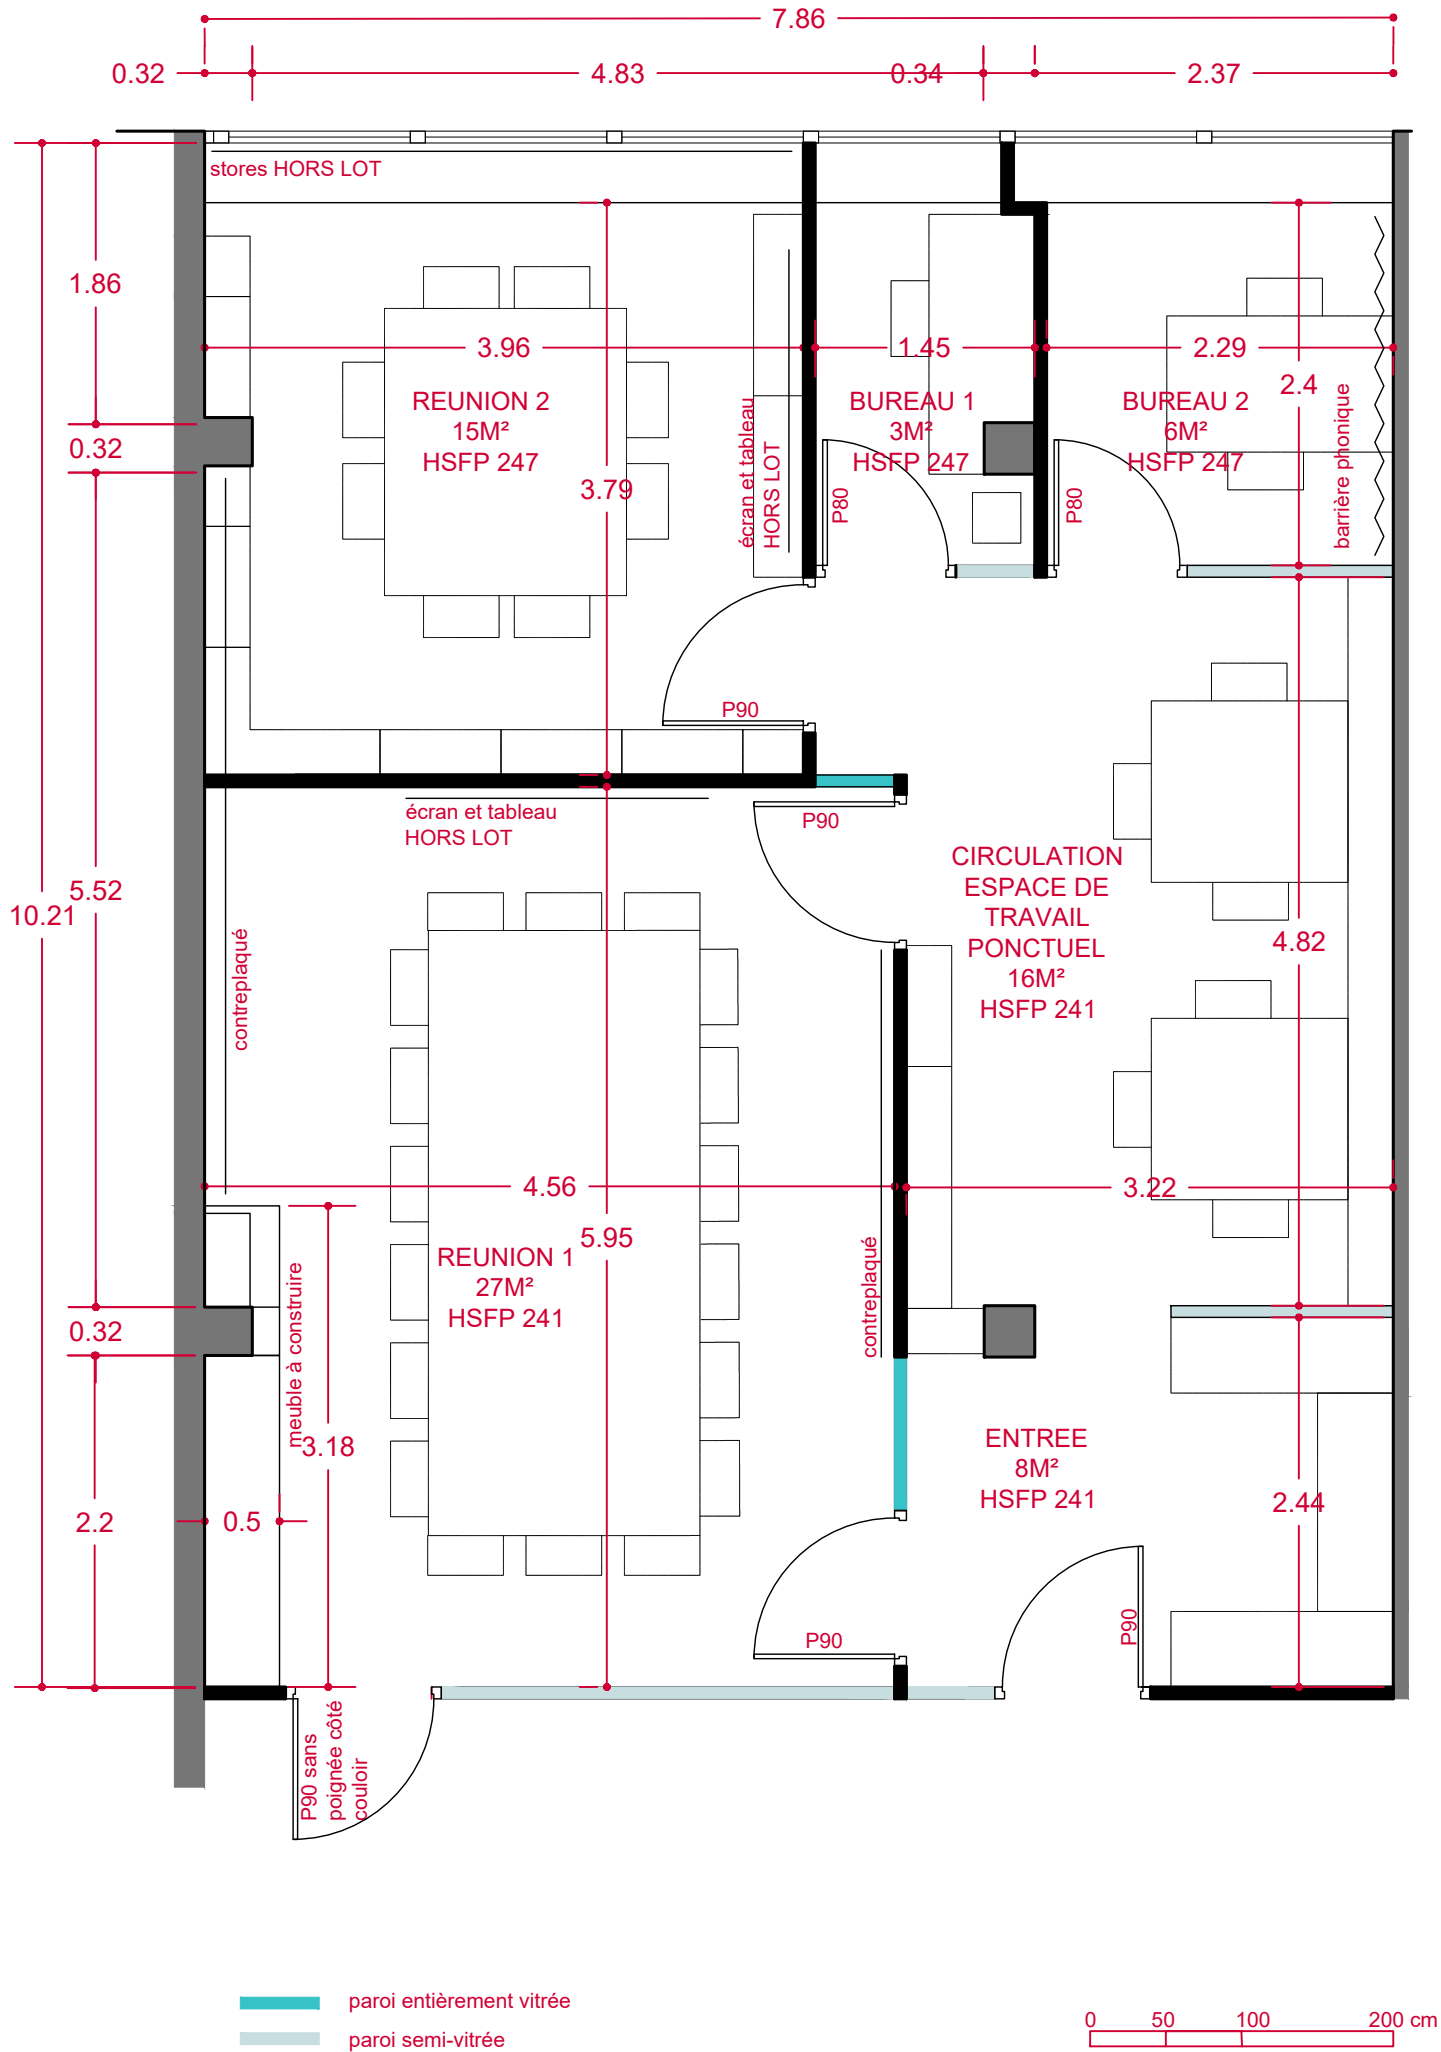 7.86
0.32
4.83
0.34
2.37
stores HORS LOT
1.86
3.96
1.45
2.29
2.4
REUNION 2
15M²
HSFP 247
BUREAU 1
3M²
HSFP 247
BUREAU 2
6M²
HSFP 247
0.32
3.79
écran et tableau
HORS LOT
P80
P80
barrière phonique
P90
écran et tableau
HORS LOT
P90
CIRCULATION
ESPACE DE
TRAVAIL
PONCTUEL
16M²
HSFP 241
10.21
5.52
contreplaqué
4.82
4.56
3.22
5.95
REUNION 1
27M²
HSFP 241
contreplaqué
0.32
meuble à construire
3.18
ENTREE
8M²
HSFP 241
2.2
0.5
2.44
P90
P90
P90 sans
poignée côté
couloir
paroi entièrement vitrée
paroi semi-vitrée
0 50 100 200 cm